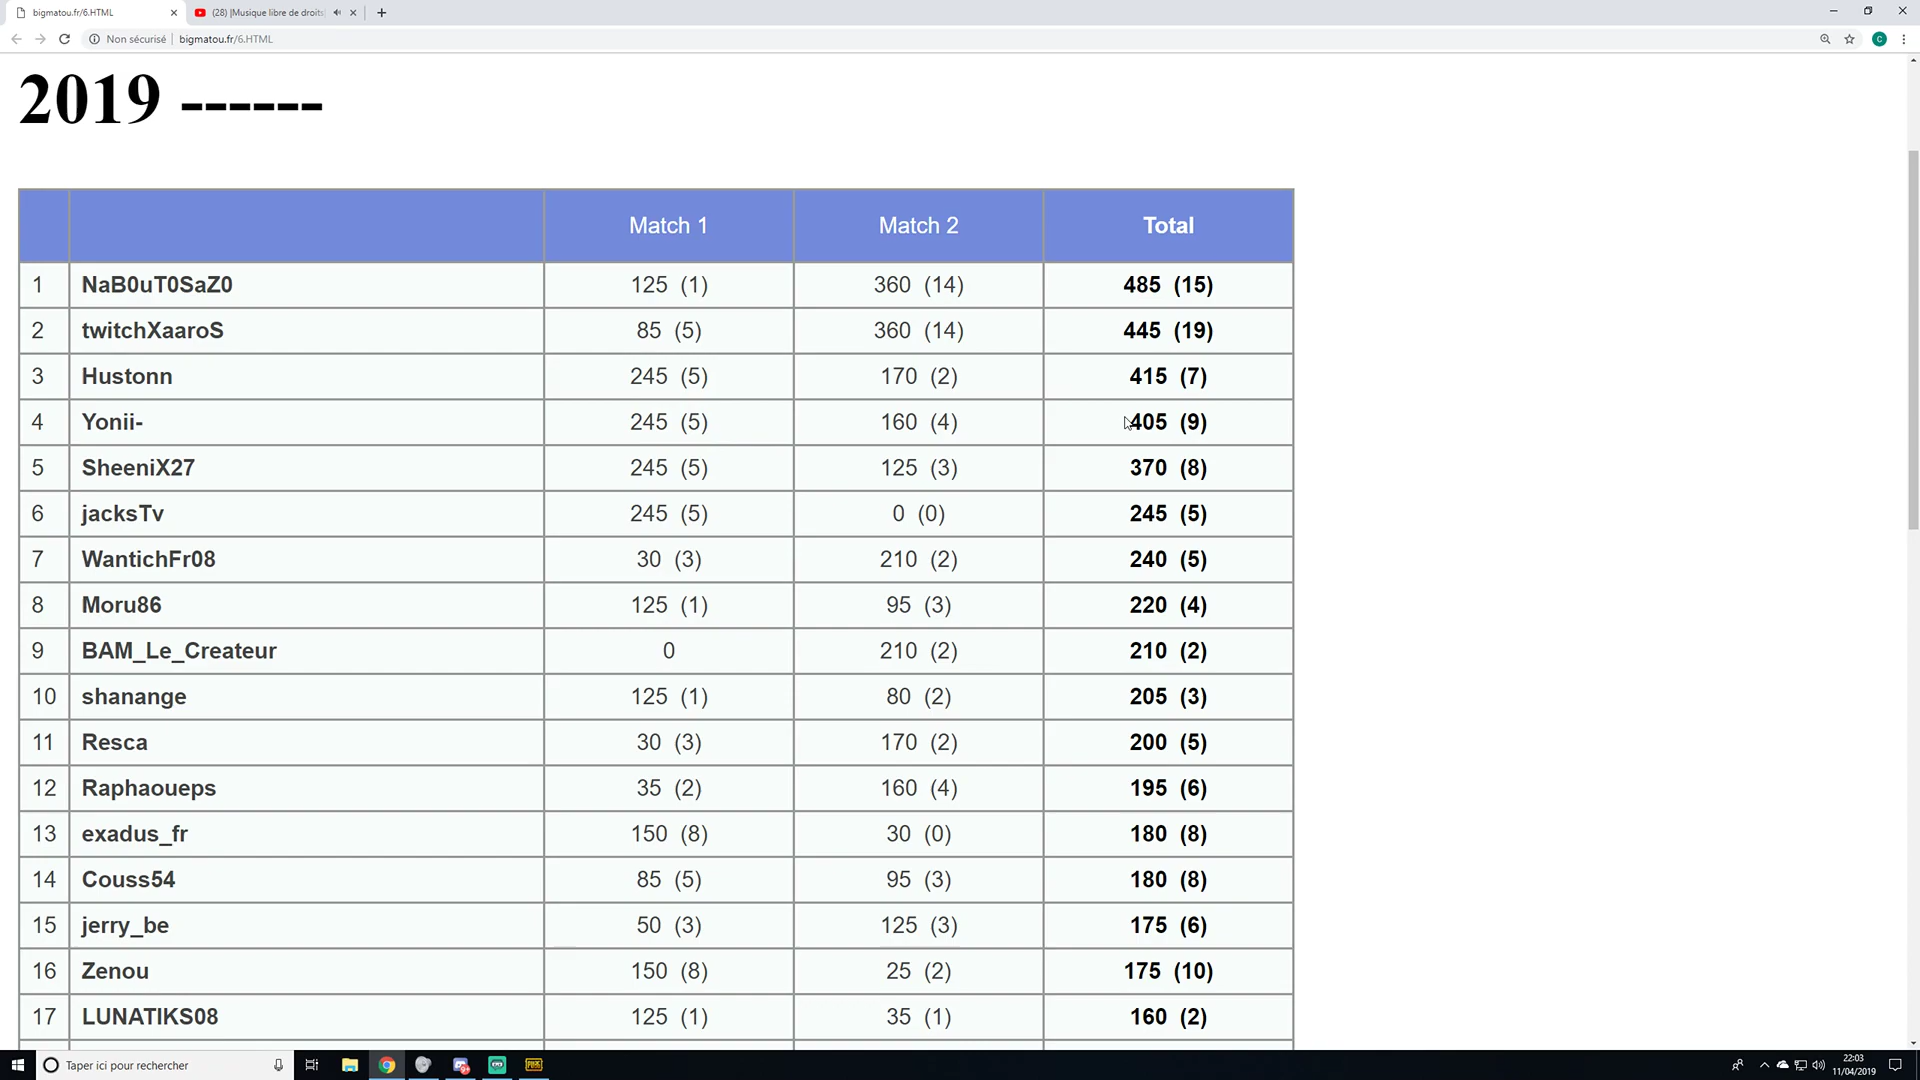 bigmatou.fr/6.HTML
(28) |Musique libre de droits
Non sécurisé | bigmatou.fr/6.HTML
C
2019 ------
Match 1 Match 2 Total
1 NaB0uT0SaZ0 125 (1) 360 (14) 485 (15)
2 twitchXaaroS 85 (5) 360 (14) 445 (19)
3 Hustonn 245 (5) 170 (2) 415 (7)
4 Yonii- 245 (5) 160 (4) 405 (9)
5 SheeniX27 245 (5) 125 (3) 370 (8)
6 jacksTv 245 (5) 0 (0) 245 (5)
7 WantichFr08 30 (3) 210 (2) 240 (5)
8 Moru86 125 (1) 95 (3) 220 (4)
9 BAM_Le_Createur 0 210 (2) 210 (2)
10 shanange 125 (1) 80 (2) 205 (3)
11 Resca 30 (3) 170 (2) 200 (5)
12 Raphaoueps 35 (2) 160 (4) 195 (6)
13 exadus_fr 150 (8) 30 (0) 180 (8)
14 Couss54 85 (5) 95 (3) 180 (8)
15 jerry_be 50 (3) 125 (3) 175 (6)
16 Zenou 150 (8) 25 (2) 175 (10)
17 LUNATIKS08 125 (1) 35 (1) 160 (2)
Taper ici pour rechercher
22:03
11/04/2019